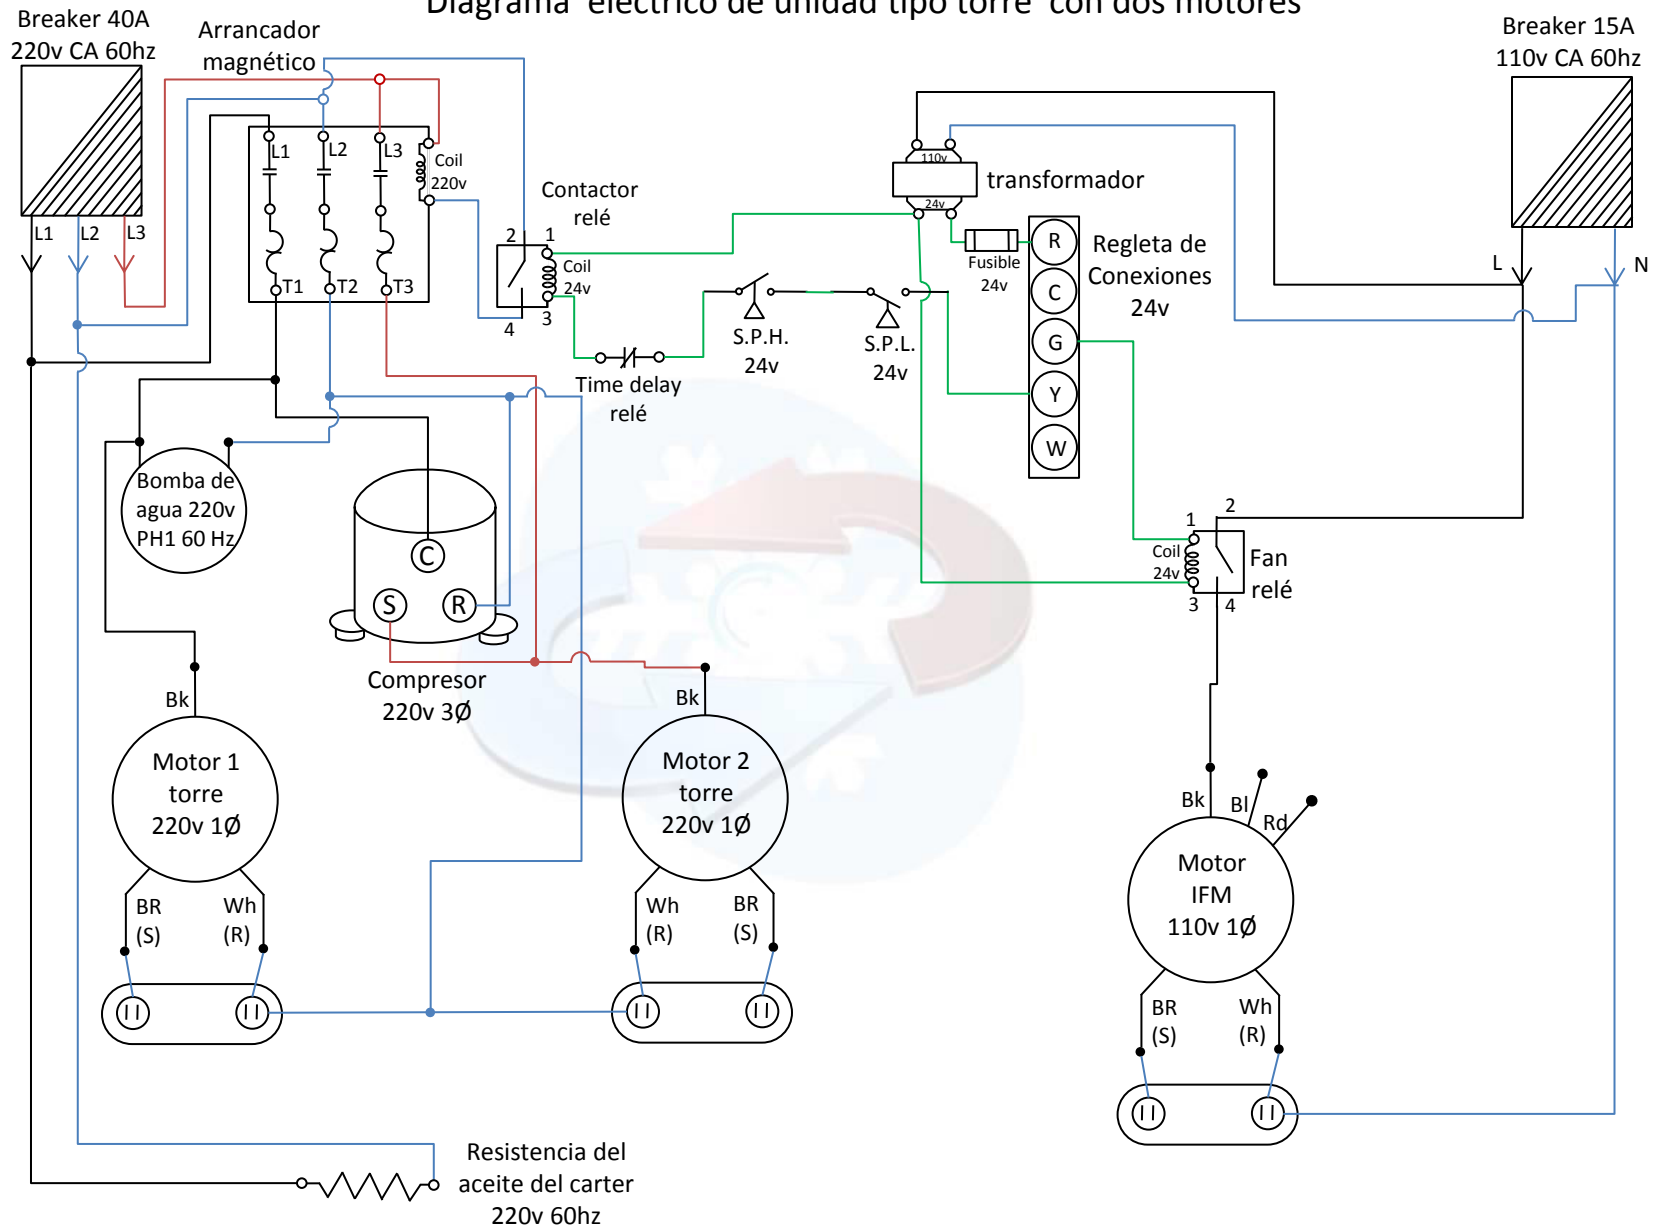 Diagrama electrico de unidad tipo torre con dos motores
Breaker 40A
220v CA 60hz
Arrancador
magnético
Breaker 15A
110v CA 60hz
L1
L2
L3
L1
L2
L3
Coil
220v
T1
T2
T3
Contactor
relé
2
1
Coil
24v
4
3
110v
transformador
24v
Fusible
24v
R
C
G
Y
W
Regleta de
Conexiones
24v
L
N
S.P.H.
24v
S.P.L.
24v
Time delay
relé
Bomba de
agua 220v
PH1 60 Hz
C
S
R
Compresor
220v 3Ø
1
2
Coil
24v
3
4
Fan
relé
Bk
Motor 1
torre
220v 1Ø
BR
(S)
Wh
(R)
Bk
Motor 2
torre
220v 1Ø
Wh
(R)
BR
(S)
Bk
Bl
Rd
Motor
IFM
110v 1Ø
BR
(S)
Wh
(R)
Resistencia del
aceite del carter
220v 60hz